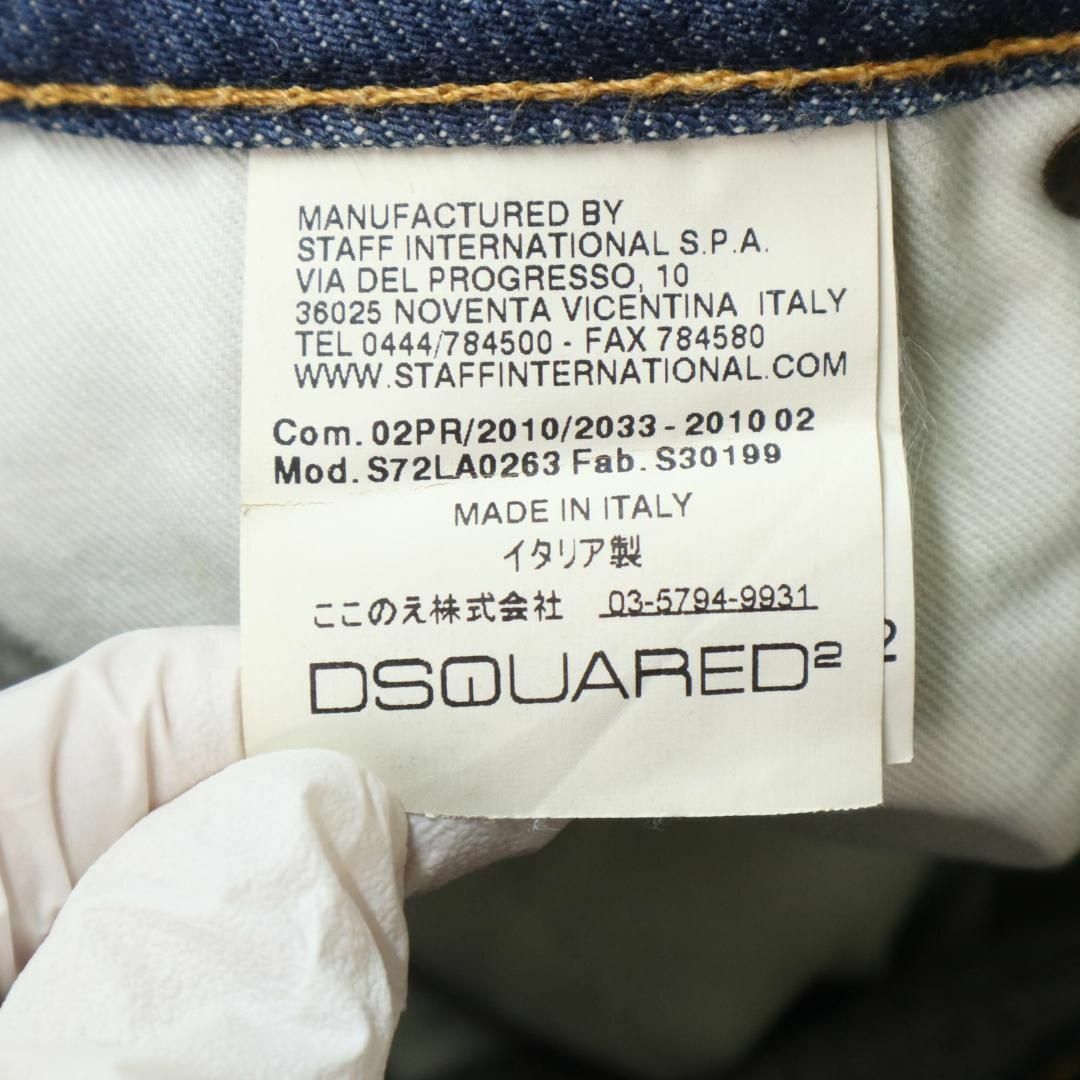 MANUFACTURED BY
STAFF INTERNATIONAL S.P.A.
VIA DEL PROGRESSO, 10
36025 NOVENTA VICENTINA ITALY
TEL 0444/784500 - FAX 784580
WWW.STAFFINTERNATIONAL.COM
Com. 02PR/2010/2033 - 2010 02
Mod. S72LA0263 Fab. S30199
MADE IN ITALY
イタリア製
ここのえ株式会社 03-5794-9931
DSQUARED²
2